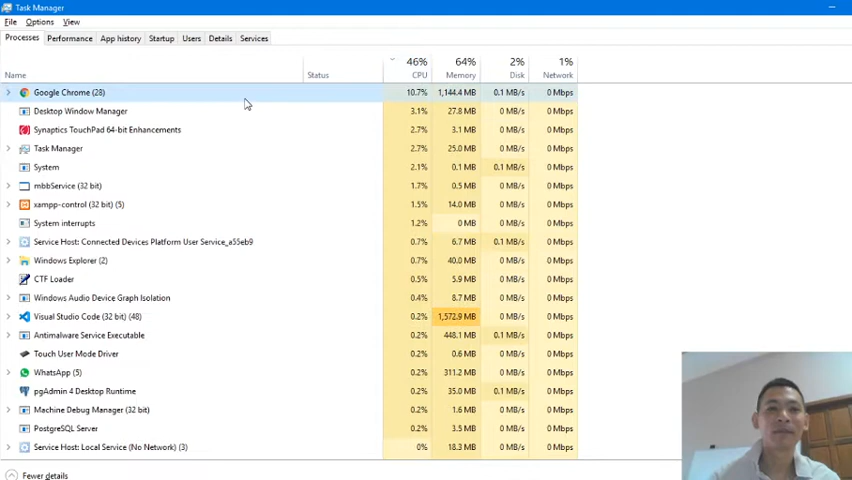 Task Manager
File Options View
Processes Performance App history Startup Users Details Services
46% 64% 2% 1%
Name Status CPU Memory Disk Network
Google Chrome (28) 10.7% 1,144.4 MB 0.1 MB/s 0 Mbps
Desktop Window Manager 3.1% 27.8 MB 0 MB/s 0 Mbps
Synaptics TouchPad 64-bit Enhancements 2.7% 3.1 MB 0 MB/s 0 Mbps
Task Manager 2.7% 25.0 MB 0 MB/s 0 Mbps
System 2.1% 0.1 MB 0.1 MB/s 0 Mbps
mbbService (32 bit) 1.7% 0.5 MB 0 MB/s 0 Mbps
xampp-control (32 bit) (5) 1.5% 14.0 MB 0 MB/s 0 Mbps
System interrupts 1.2% 0 MB 0 MB/s 0 Mbps
Service Host: Connected Devices Platform User Service_a55eb9 0.7% 6.7 MB 0.1 MB/s 0 Mbps
Windows Explorer (2) 0.7% 40.0 MB 0 MB/s 0 Mbps
CTF Loader 0.5% 5.9 MB 0 MB/s 0 Mbps
Windows Audio Device Graph Isolation 0.4% 8.7 MB 0 MB/s 0 Mbps
Visual Studio Code (32 bit) (48) 0.2% 1,572.9 MB 0 MB/s 0 Mbps
Antimalware Service Executable 0.2% 448.1 MB 0.1 MB/s 0 Mbps
Touch User Mode Driver 0.2% 0.6 MB 0 MB/s 0 Mbps
WhatsApp (5) 0.2% 311.2 MB 0 MB/s 0 Mbps
pgAdmin 4 Desktop Runtime 0.2% 35.0 MB 0.1 MB/s 0 Mbps
Machine Debug Manager (32 bit) 0.2% 1.6 MB 0 MB/s 0 Mbps
PostgreSQL Server 0.2% 3.5 MB 0 MB/s 0 Mbps
Service Host: Local Service (No Network) (3) 0% 18.3 MB 0 MB/s 0 Mbps
Fewer details